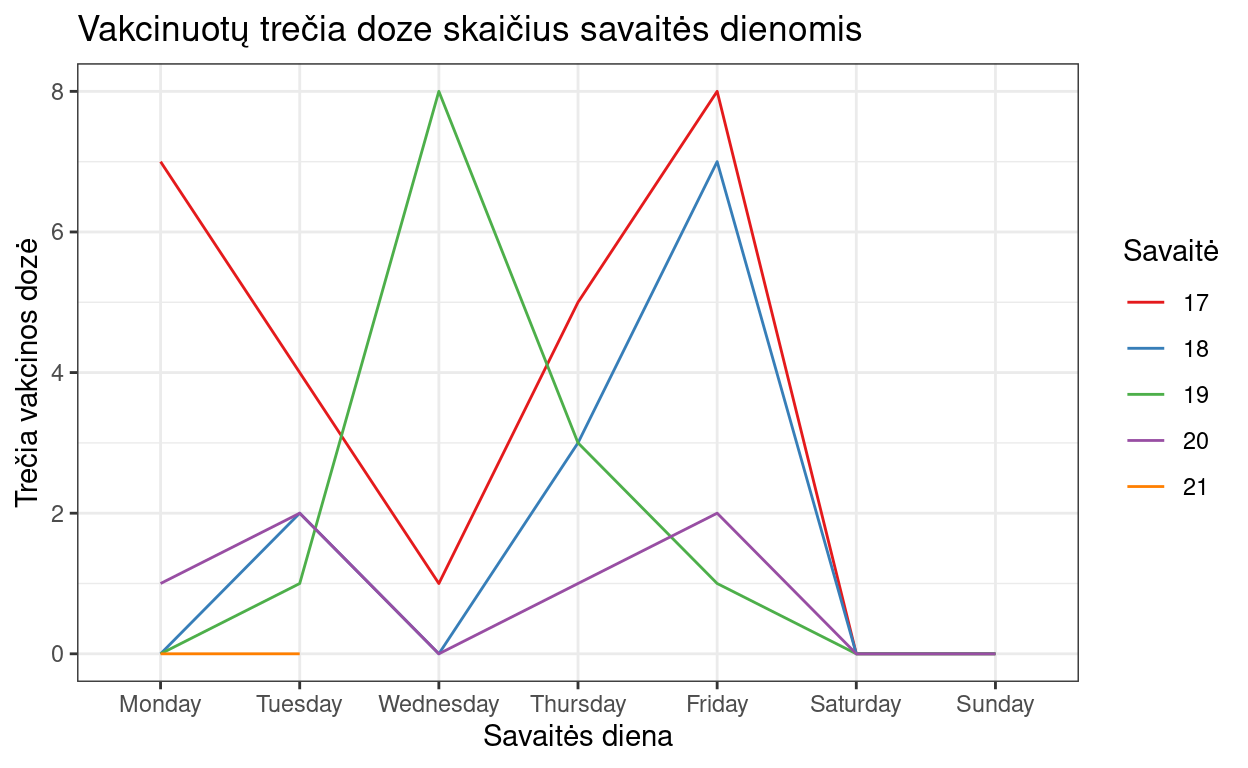 Vakcinuotų trečia doze skaičius savaitės dienomis
Trečia vakcinos dozė
8
6
4
2
0
Monday Tuesday Wednesday Thursday Friday Saturday Sunday
Savaitės diena
Savaitė
17
18
19
20
21